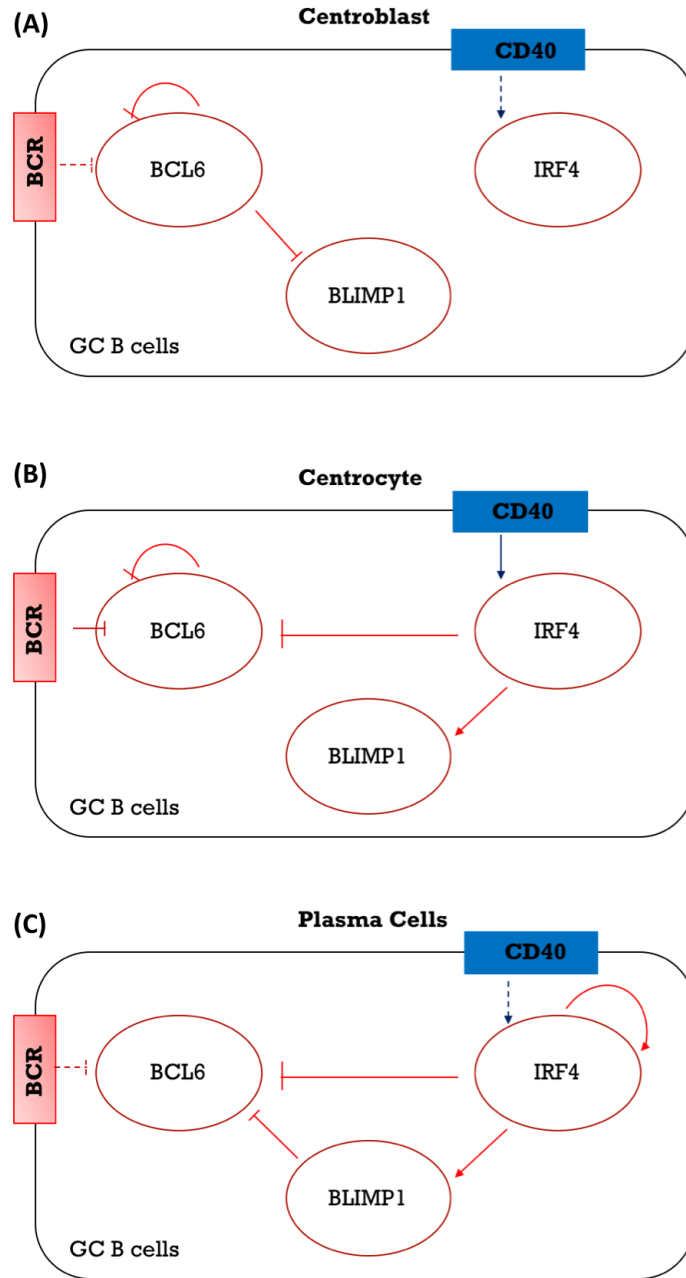 (A)
Centroblast
CD40
BCR
BCL6
IRF4
BLIMP1
GC B cells
(B)
Centrocyte
CD40
BCR
BCL6
IRF4
BLIMP1
GC B cells
(C)
Plasma Cells
CD40
BCR
BCL6
IRF4
BLIMP1
GC B cells